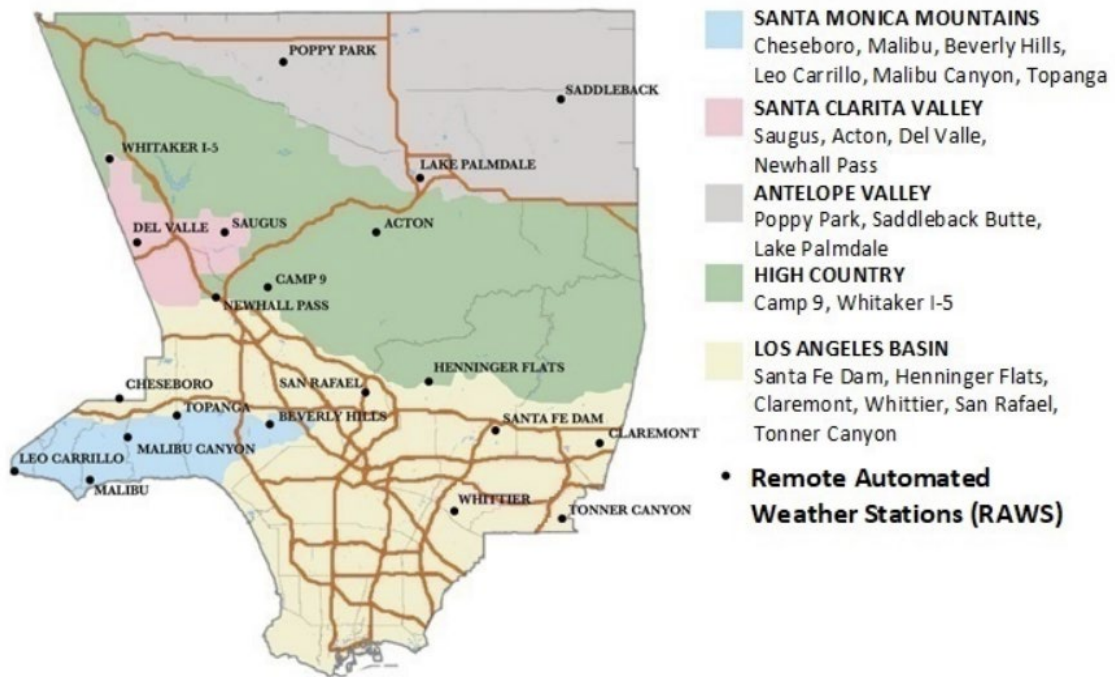 POPPY PARK
SADDLEBACK
WHITAKER I-5
LAKE PALMDALE
DEL VALLE
SAUGUS
ACTON
CAMP 9
NEWHALL PASS
HENNINGER FLATS
CHESEBORO
SAN RAFAEL
TOPANGA
BEVERLY HILLS
SANTA FE DAM
CLAREMONT
MALIBU CANYON
LEO CARRILLO
MALIBU
WHITTIER
TONNER CANYON
SANTA MONICA MOUNTAINS
Cheseboro, Malibu, Beverly Hills,
Leo Carrillo, Malibu Canyon, Topanga
SANTA CLARITA VALLEY
Saugus, Acton, Del Valle,
Newhall Pass
ANTELOPE VALLEY
Poppy Park, Saddleback Butte,
Lake Palmdale
HIGH COUNTRY
Camp 9, Whitaker I-5
LOS ANGELES BASIN
Santa Fe Dam, Henninger Flats,
Claremont, Whittier, San Rafael,
Tonner Canyon
• Remote Automated
Weather Stations (RAWS)